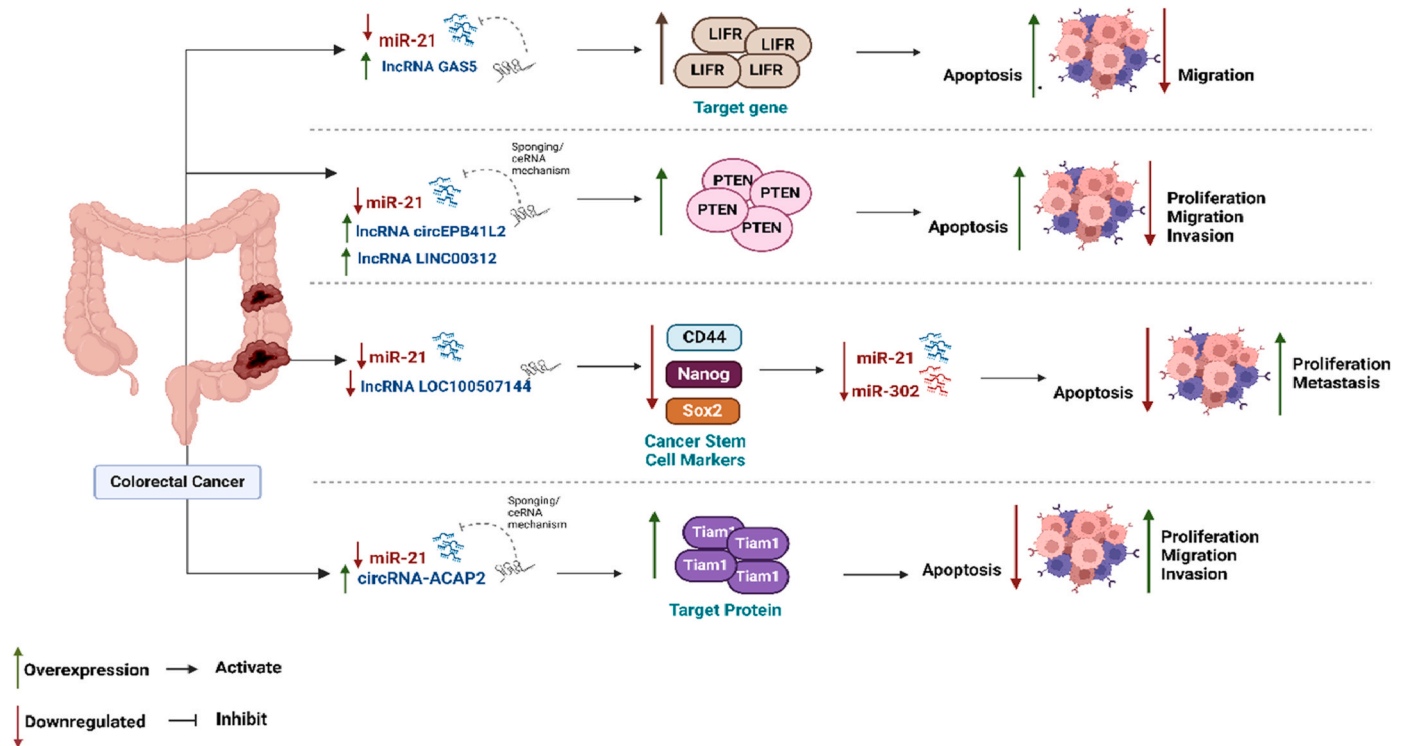 miR-21
lncRNA GAS5
LIFR
LIFR
LIFR
LIFR
Target gene
Apoptosis
Migration
Sponging/
ceRNA
mechanism
miR-21
lncRNA circEPB41L2
lncRNA LINC00312
PTEN
PTEN
PTEN
PTEN
Apoptosis
Proliferation
Migration
Invasion
miR-21
lncRNA LOC100507144
CD44
Nanog
Sox2
Cancer Stem
Cell Markers
miR-21
miR-302
Apoptosis
Proliferation
Metastasis
Colorectal Cancer
Sponging/
ceRNA
mechanism
miR-21
circRNA-ACAP2
Tiam1
Tiam1
Tiam1
Tiam1
Target Protein
Apoptosis
Proliferation
Migration
Invasion
Overexpression
Activate
Downregulated
Inhibit